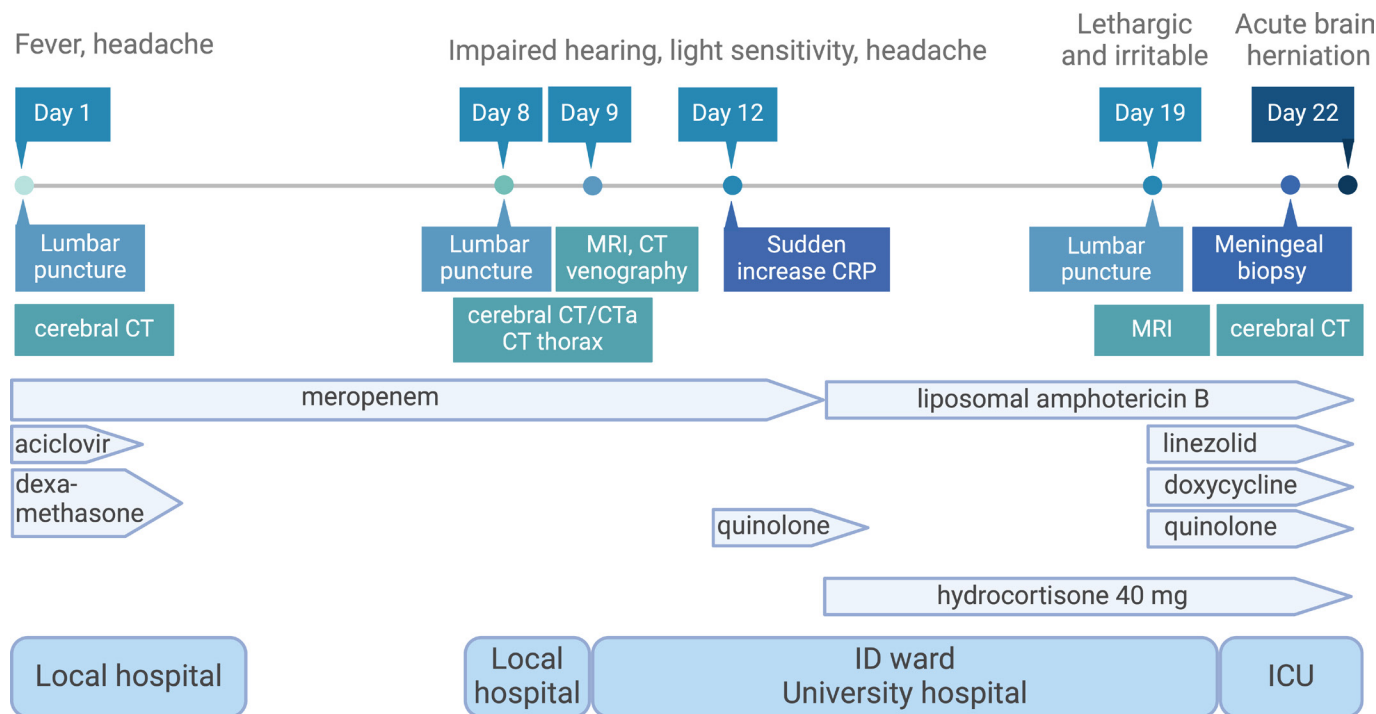 Fever, headache
Impaired hearing, light sensitivity, headache
Lethargic
and irritable
Acute brain
herniation
Day 1
Day 8
Day 9
Day 12
Day 19
Day 22
Lumbar
puncture
Lumbar
puncture
MRI, CT
venography
Sudden
increase CRP
Lumbar
puncture
Meningeal
biopsy
cerebral CT
cerebral CT/CTa
CT thorax
MRI
cerebral CT
meropenem
liposomal amphotericin B
aciclovir
linezolid
dexa-
methasone
doxycycline
quinolone
quinolone
hydrocortisone 40 mg
Local hospital
Local
hospital
ID ward
University hospital
ICU